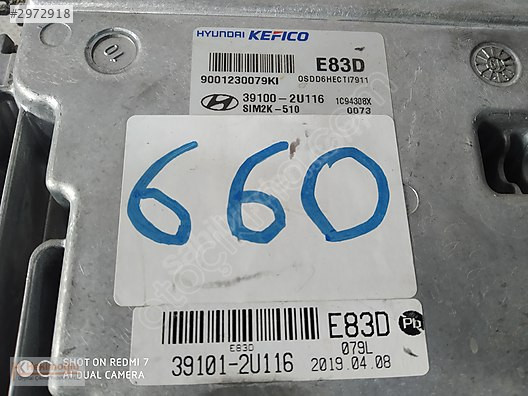 #2972918
HYUNDAI KEFICO
E83D
9001230079KI
OSDD6HECTI7911
39100-2U116
1C94308X
SIM2K-510
0073
10
660
E83D
E83D
Pb
079L
39101-2U116
2019.04.08
SHOT ON REDMI 7
AI DUAL CAMERA